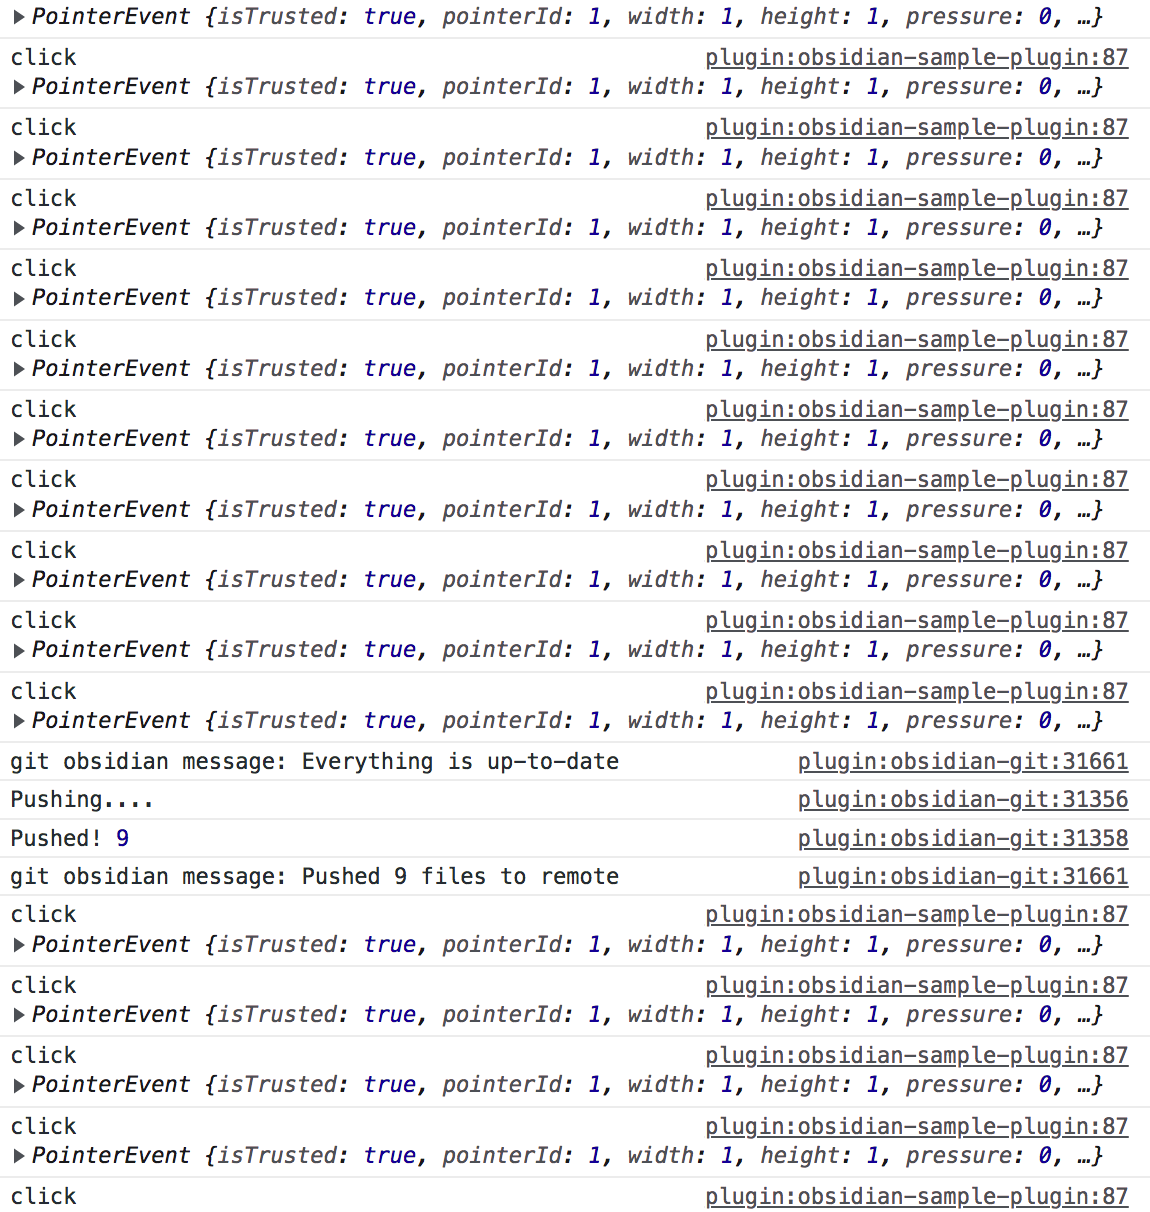 ▶PointerEvent {isTrusted: true, pointerId: 1, width: 1, height: 1, pressure: 0, …}
click plugin:obsidian-sample-plugin:87
▶PointerEvent {isTrusted: true, pointerId: 1, width: 1, height: 1, pressure: 0, …}
click plugin:obsidian-sample-plugin:87
▶PointerEvent {isTrusted: true, pointerId: 1, width: 1, height: 1, pressure: 0, …}
click plugin:obsidian-sample-plugin:87
▶PointerEvent {isTrusted: true, pointerId: 1, width: 1, height: 1, pressure: 0, …}
click plugin:obsidian-sample-plugin:87
▶PointerEvent {isTrusted: true, pointerId: 1, width: 1, height: 1, pressure: 0, …}
click plugin:obsidian-sample-plugin:87
▶PointerEvent {isTrusted: true, pointerId: 1, width: 1, height: 1, pressure: 0, …}
click plugin:obsidian-sample-plugin:87
▶PointerEvent {isTrusted: true, pointerId: 1, width: 1, height: 1, pressure: 0, …}
click plugin:obsidian-sample-plugin:87
▶PointerEvent {isTrusted: true, pointerId: 1, width: 1, height: 1, pressure: 0, …}
click plugin:obsidian-sample-plugin:87
▶PointerEvent {isTrusted: true, pointerId: 1, width: 1, height: 1, pressure: 0, …}
click plugin:obsidian-sample-plugin:87
▶PointerEvent {isTrusted: true, pointerId: 1, width: 1, height: 1, pressure: 0, …}
click plugin:obsidian-sample-plugin:87
▶PointerEvent {isTrusted: true, pointerId: 1, width: 1, height: 1, pressure: 0, …}
git obsidian message: Everything is up-to-date plugin:obsidian-git:31661
Pushing.... plugin:obsidian-git:31356
Pushed! 9 plugin:obsidian-git:31358
git obsidian message: Pushed 9 files to remote plugin:obsidian-git:31661
click plugin:obsidian-sample-plugin:87
▶PointerEvent {isTrusted: true, pointerId: 1, width: 1, height: 1, pressure: 0, …}
click plugin:obsidian-sample-plugin:87
▶PointerEvent {isTrusted: true, pointerId: 1, width: 1, height: 1, pressure: 0, …}
click plugin:obsidian-sample-plugin:87
▶PointerEvent {isTrusted: true, pointerId: 1, width: 1, height: 1, pressure: 0, …}
click plugin:obsidian-sample-plugin:87
▶PointerEvent {isTrusted: true, pointerId: 1, width: 1, height: 1, pressure: 0, …}
click plugin:obsidian-sample-plugin:87